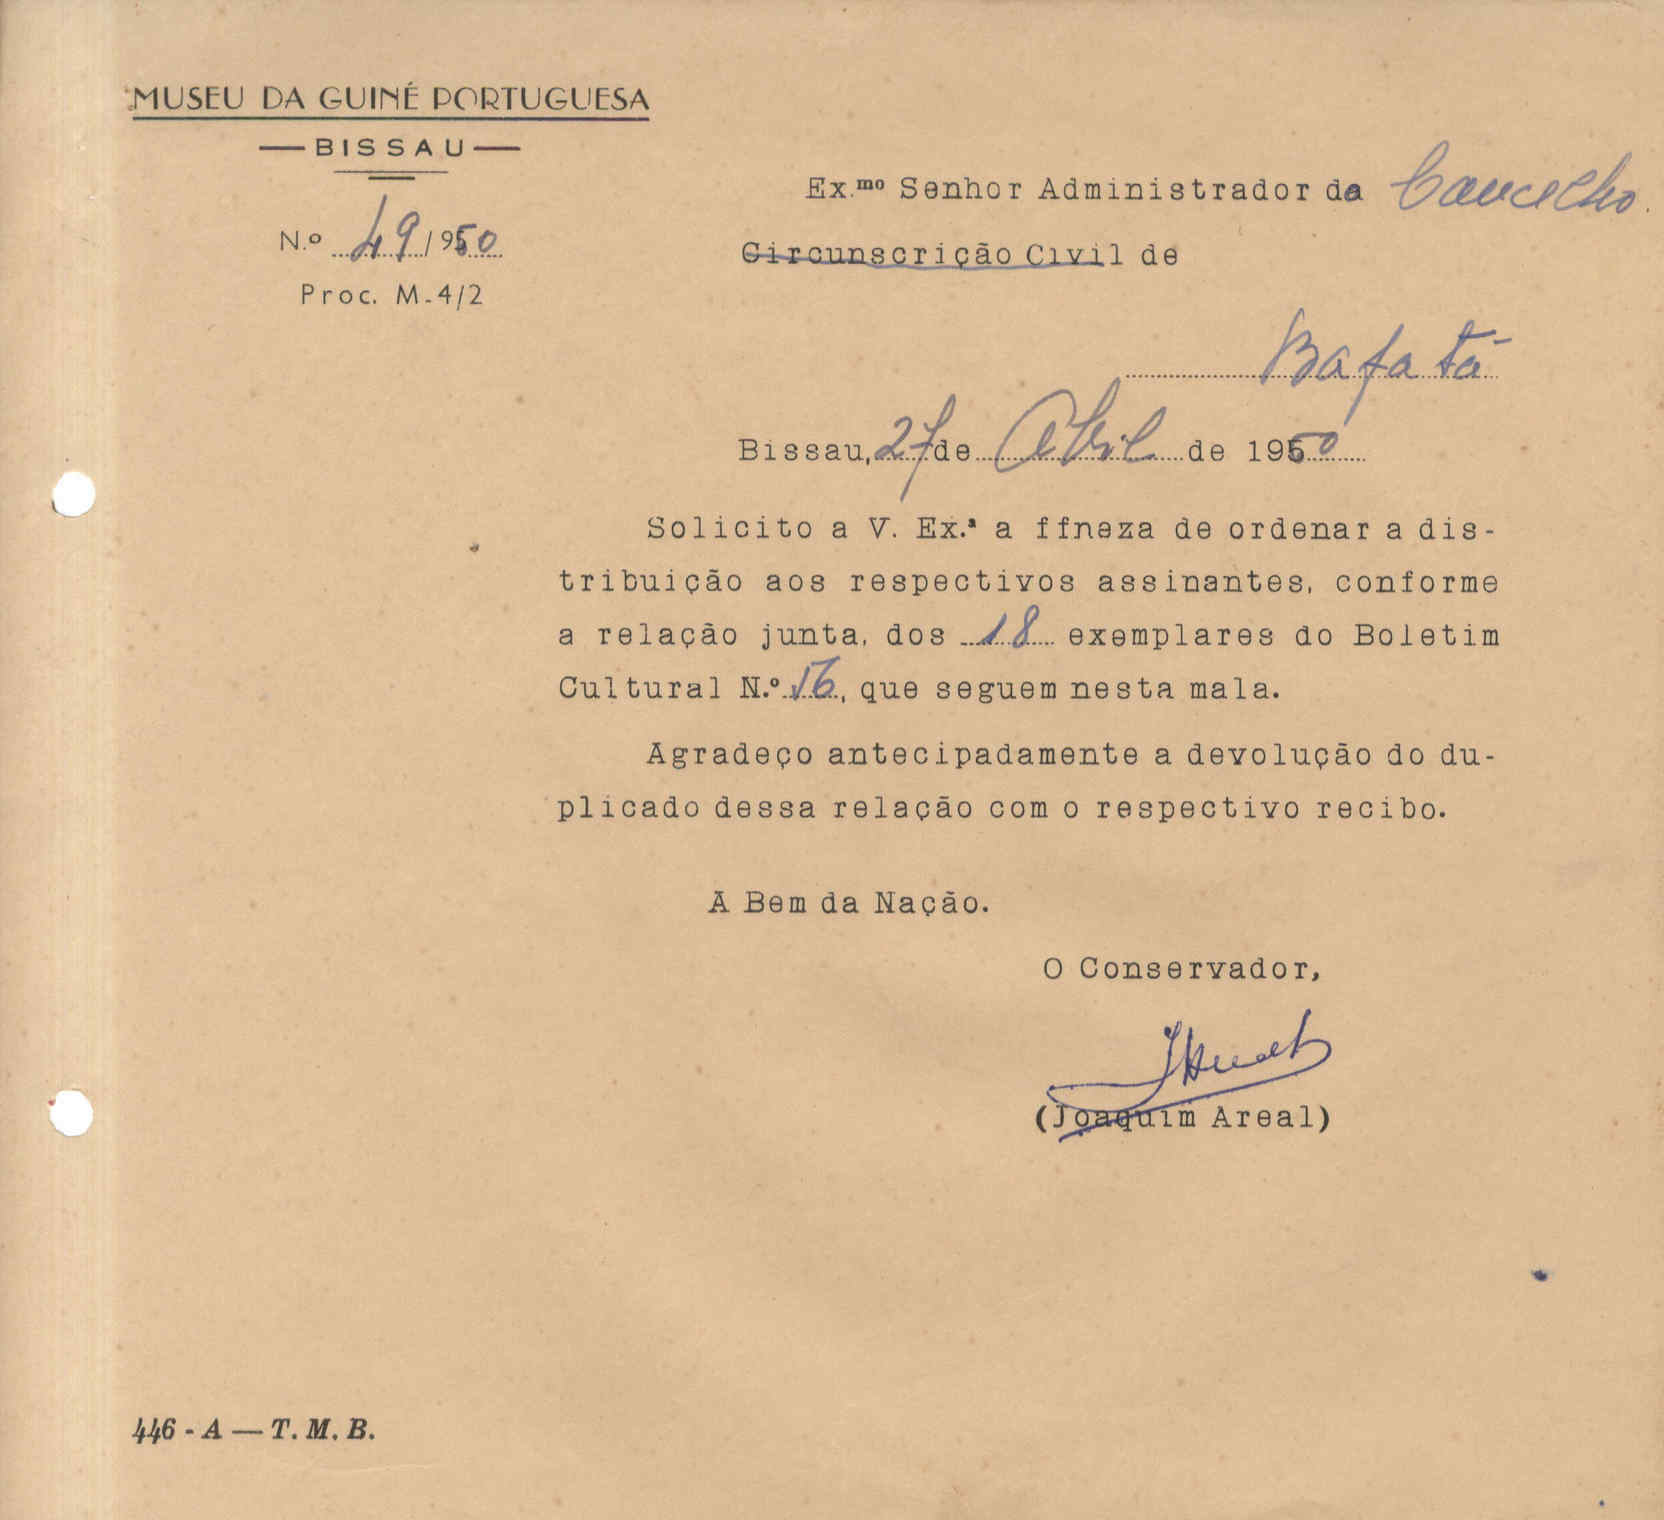 MUSEU DA GUINÉ PORTUGUESA
— BISSAU —
N.º 49/950
Proc. M-4/2
Ex.mo Senhor Administrador do Concelho.
Circunscrição Civil de
Bafatá
Bissau, 27 de Abril de 1950
Solicito a V. Ex.ª a ffneza de ordenar a dis-
tribuição aos respectivos assinantes, conforme
a relação junta, dos 18 exemplares do Boletim
Cultural N.º 16, que seguem nesta mala.
Agradeço antecipadamente a devolução do du-
plicado dessa relação com o respectivo recibo.
A Bem da Nação.
O Conservador,
(Joaquim Areal)
446 - A — T. M. B.